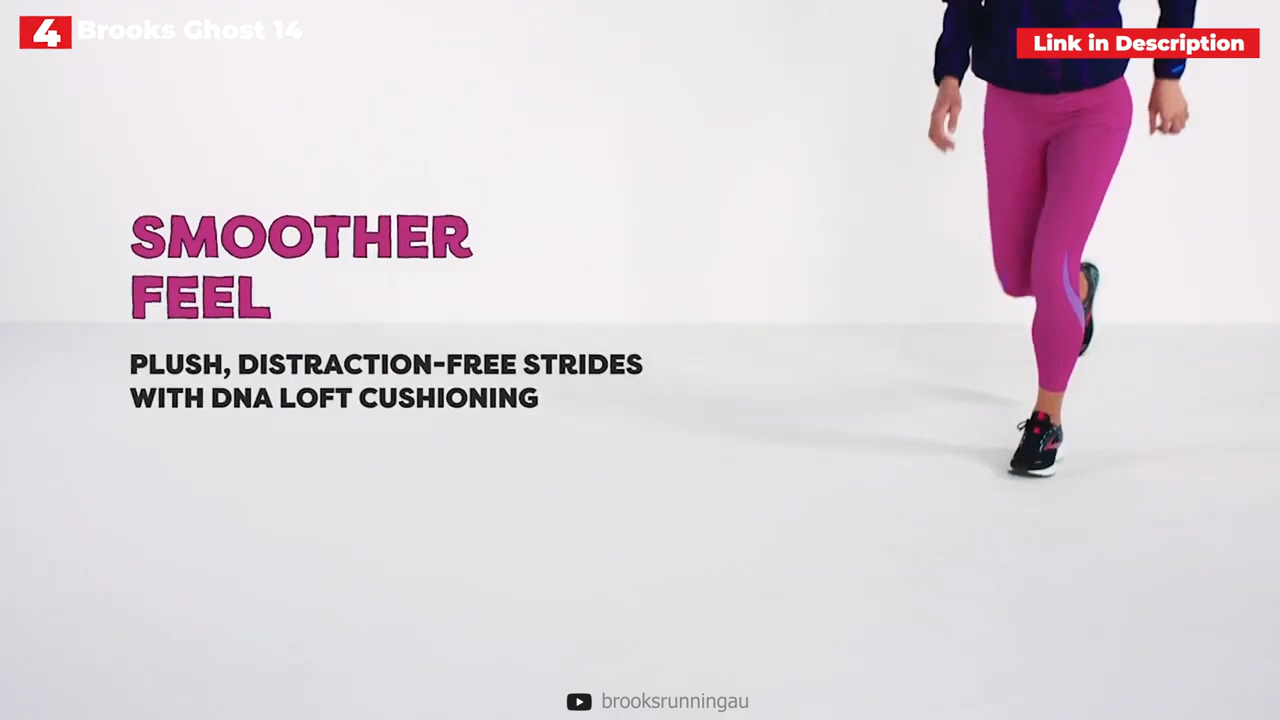 4 Brooks Ghost 14
Link in Description
SMOOTHER
FEEL
PLUSH, DISTRACTION-FREE STRIDES
WITH DNA LOFT CUSHIONING
brooksrunningau